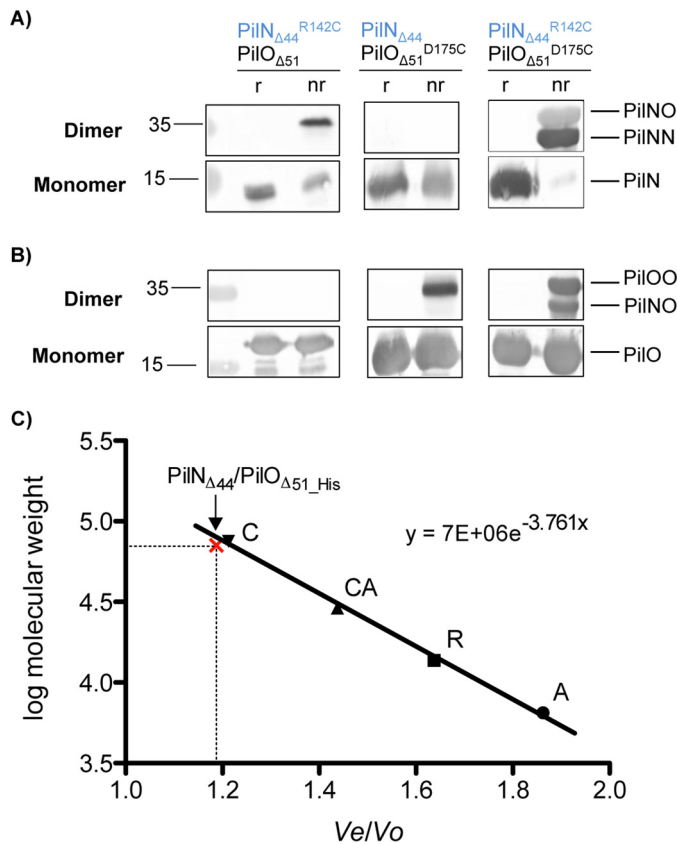 A)
PilNΔ44R142C PilNΔ44 PilNΔ44R142C
PilOΔ51 PilOΔ51D175C PilOΔ51D175C
r nr r nr r nr
Dimer 35 PilNO
PilNN
Monomer 15 PilN
B)
Dimer 35 PilOO
PilNO
Monomer 15 PilO
C)
5.5
PilNΔ44/PilOΔ51_His
5.0 C y = 7E+06e-3.761x
4.5 CA
R
4.0 A
3.5
log molecular weight
1.0 1.2 1.4 1.6 1.8 2.0
Ve/Vo